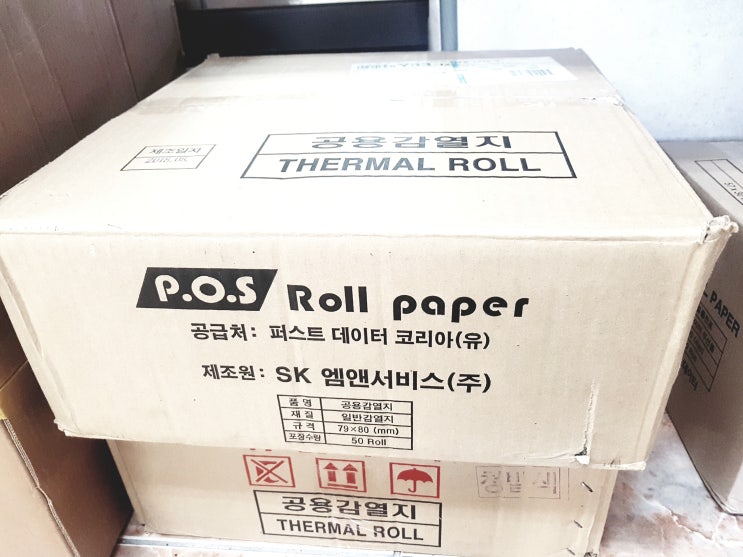 공용감열지
THERMAL ROLL
제조일자
2018.05.
P.O.S Roll paper
공급처: 퍼스트 데이터 코리아(유)
제조원: SK 엠앤서비스(주)
품명 공용감열지
재질 일반감열지
규격 79×80 (mm)
포장수량 50 Roll
공용감열지
THERMAL ROLL
PAPER